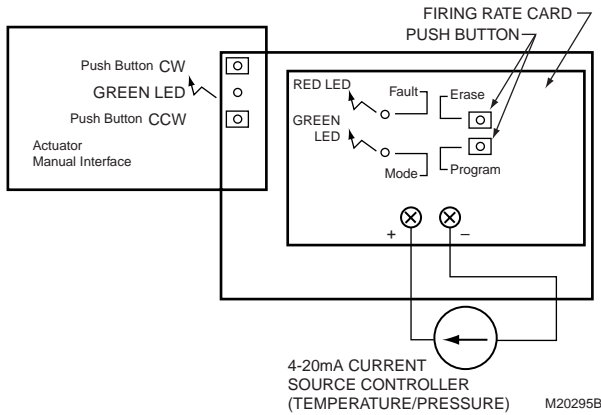 FIRING RATE CARD
PUSH BUTTON
Push Button CW
GREEN LED
Push Button CCW
Actuator
Manual Interface
RED LED
Fault
Erase
GREEN
LED
Mode
Program
+
–
4-20mA CURRENT
SOURCE CONTROLLER
(TEMPERATURE/PRESSURE)
M20295B